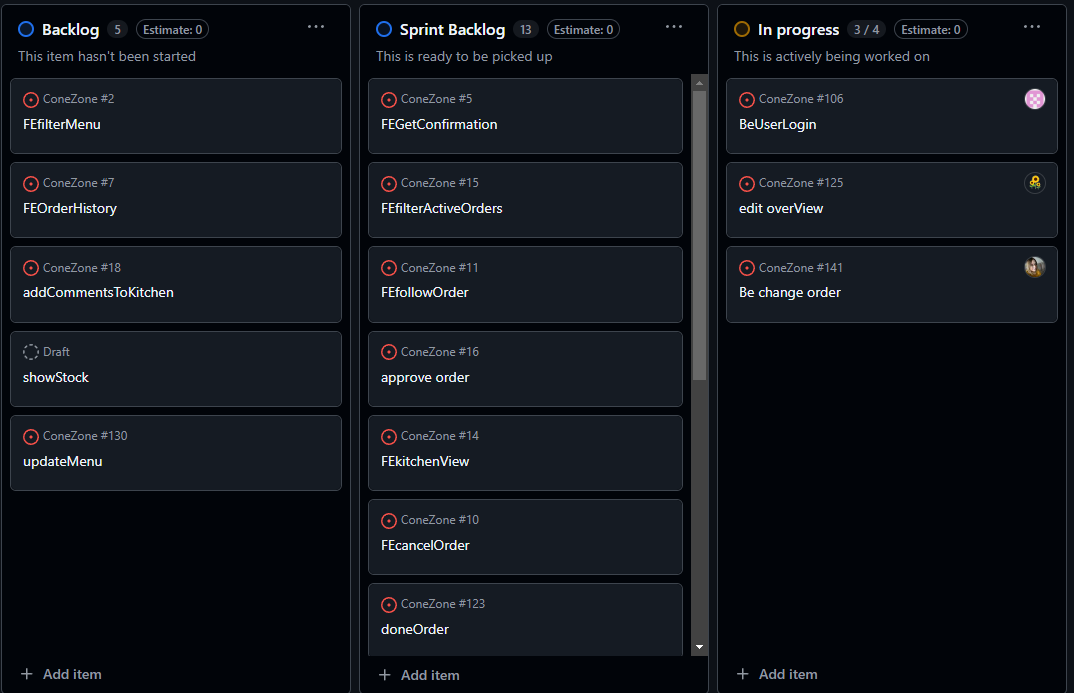 Backlog 5 Estimate: 0 ...
This item hasn't been started
ConeZone #2
FEfilterMenu
ConeZone #7
FEOrderHistory
ConeZone #18
addCommentsToKitchen
Draft
showStock
ConeZone #130
updateMenu
+ Add item
Sprint Backlog 13 Estimate: 0 ...
This is ready to be picked up
ConeZone #5
FEGetConfirmation
ConeZone #15
FEfilterActiveOrders
ConeZone #11
FEfollowOrder
ConeZone #16
approve order
ConeZone #14
FEkitchenView
ConeZone #10
FEcancelOrder
ConeZone #123
doneOrder
+ Add item
In progress 3 / 4 Estimate: 0 ...
This is actively being worked on
ConeZone #106
BeUserLogin
ConeZone #125
edit overView
ConeZone #141
Be change order
+ Add item